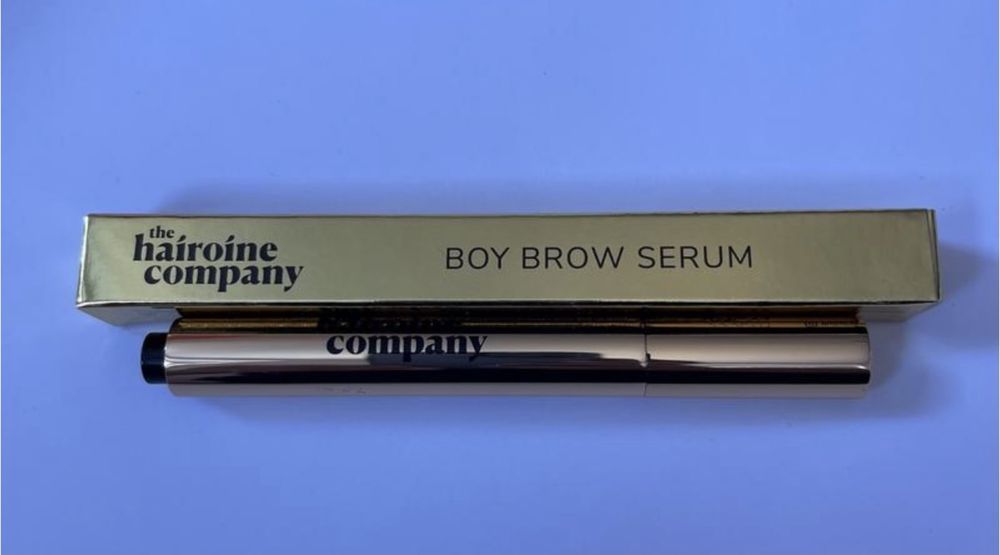 the
hairoine
company
BOY BROW SERUM
company